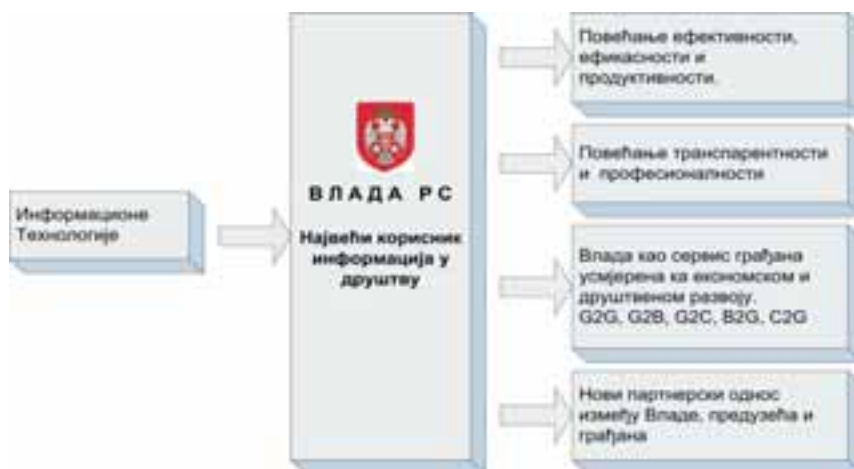 Информационе
Технологије
ВЛАДА РС
Највећи корисник
информација у
друштву
Повећање ефективности,
ефикасности и
продуктивности.
Повећање транспарентности
и професионалности
Влада као сервис грађана
усмјерена ка економском и
друштвеном развоју.
G2G, G2B, G2C, B2G, C2G
Нови партнерски однос
између Владе, предузећа и
грађана